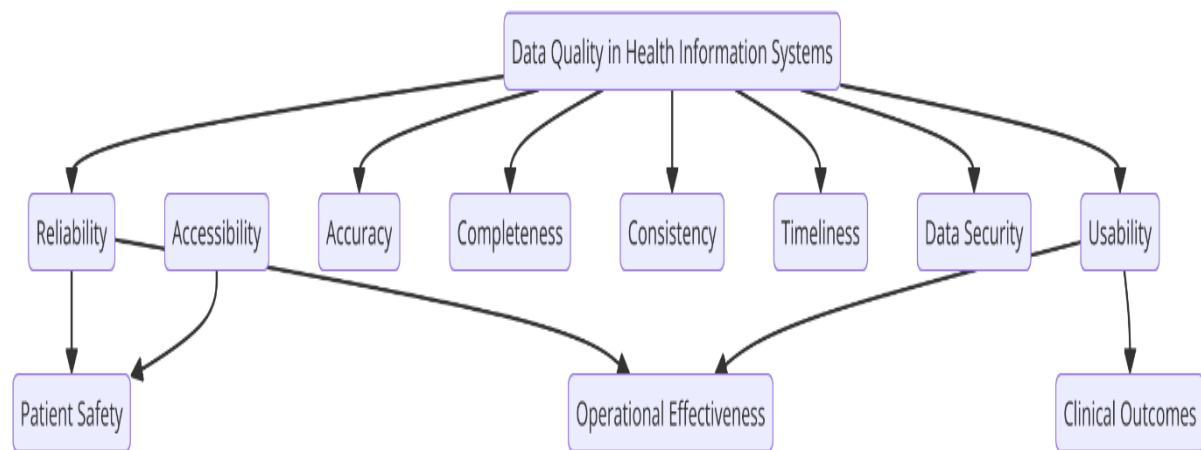 Data Quality in Health Information Systems
Reliability
Accessibility
Accuracy
Completeness
Consistency
Timeliness
Data Security
Usability
Patient Safety
Operational Effectiveness
Clinical Outcomes